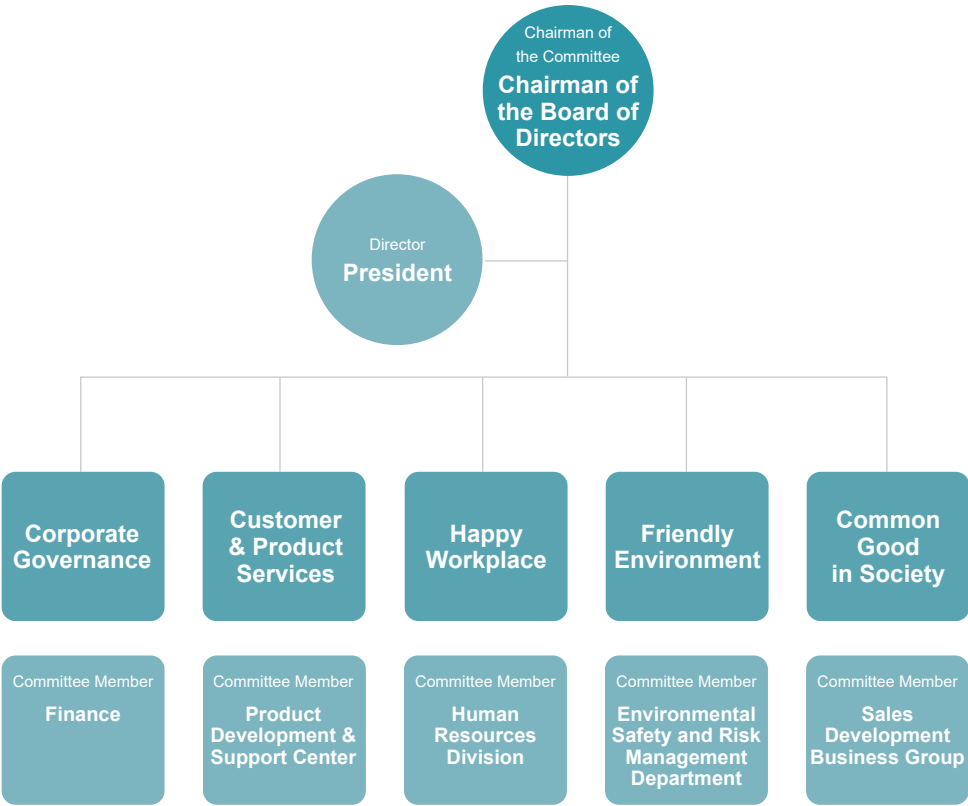 Chairman of
the Committee
Chairman of
the Board of
Directors
Director
President
Corporate
Governance
Customer
& Product
Services
Happy
Workplace
Friendly
Environment
Common
Good
in Society
Committee Member
Finance
Committee Member
Product
Development &
Support Center
Committee Member
Human
Resources
Division
Committee Member
Environmental
Safety and Risk
Management
Department
Committee Member
Sales
Development
Business Group